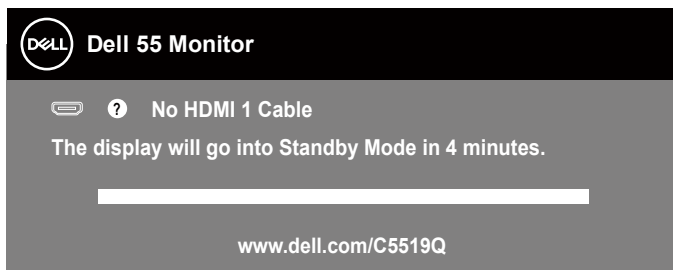 DELL Dell 55 Monitor
? No HDMI 1 Cable
The display will go into Standby Mode in 4 minutes.
www.dell.com/C5519Q